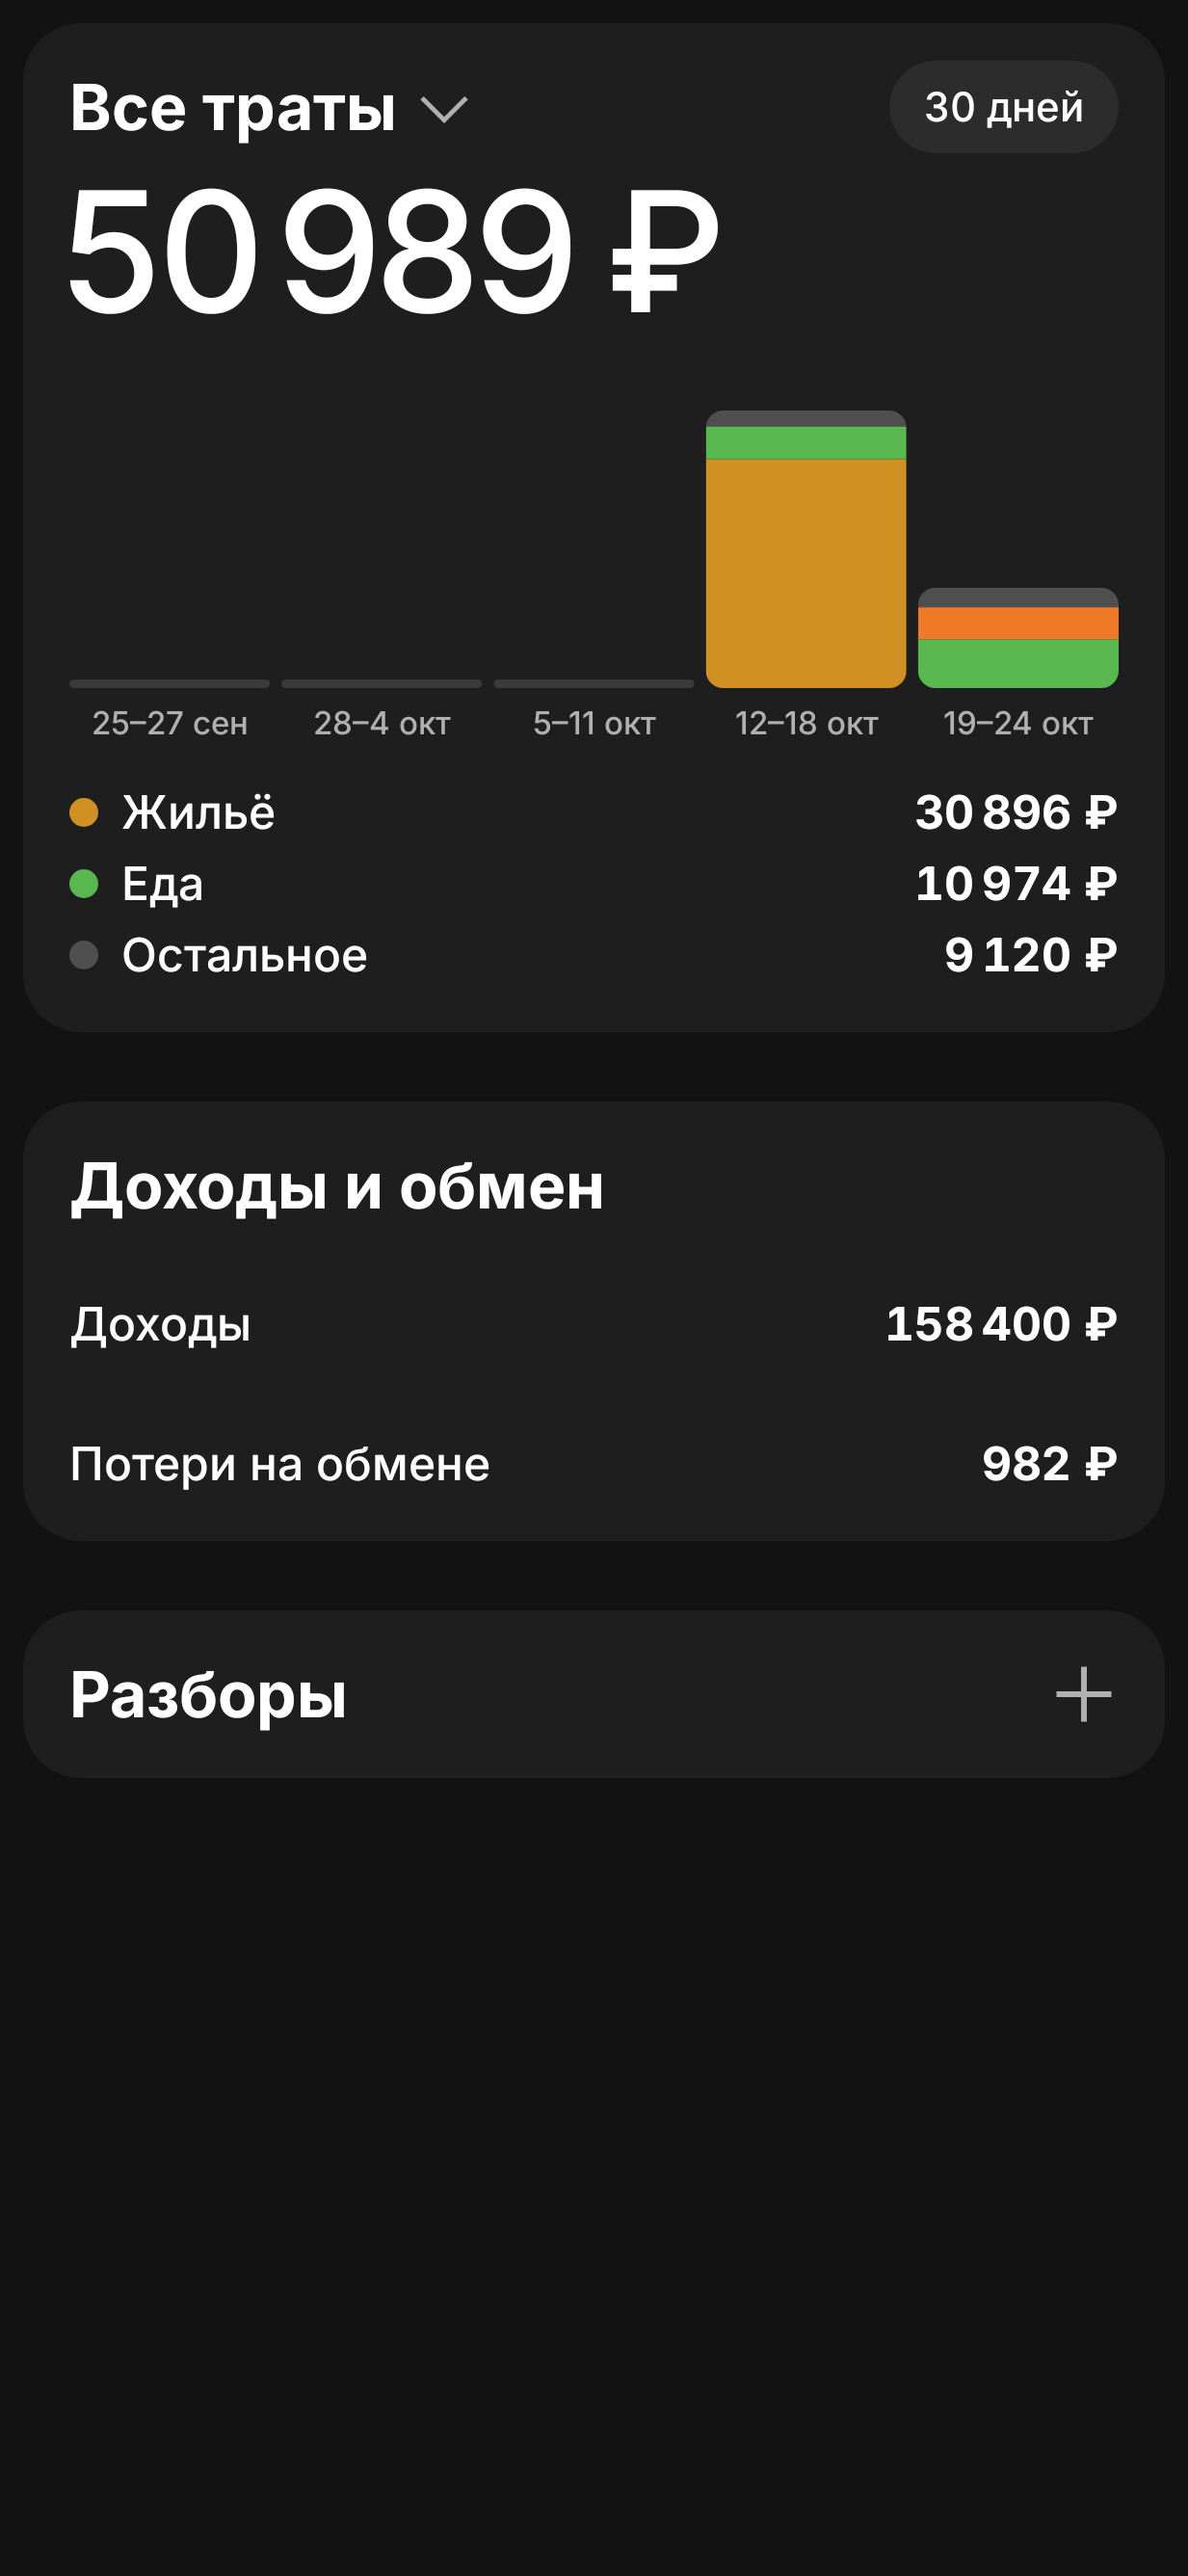 Все траты
30 дней
50 989 ₽
25–27 сен
28–4 окт
5–11 окт
12–18 окт
19–24 окт
Жильё 30 896 ₽
Еда 10 974 ₽
Остальное 9 120 ₽
Доходы и обмен
Доходы 158 400 ₽
Потери на обмене 982 ₽
Разборы